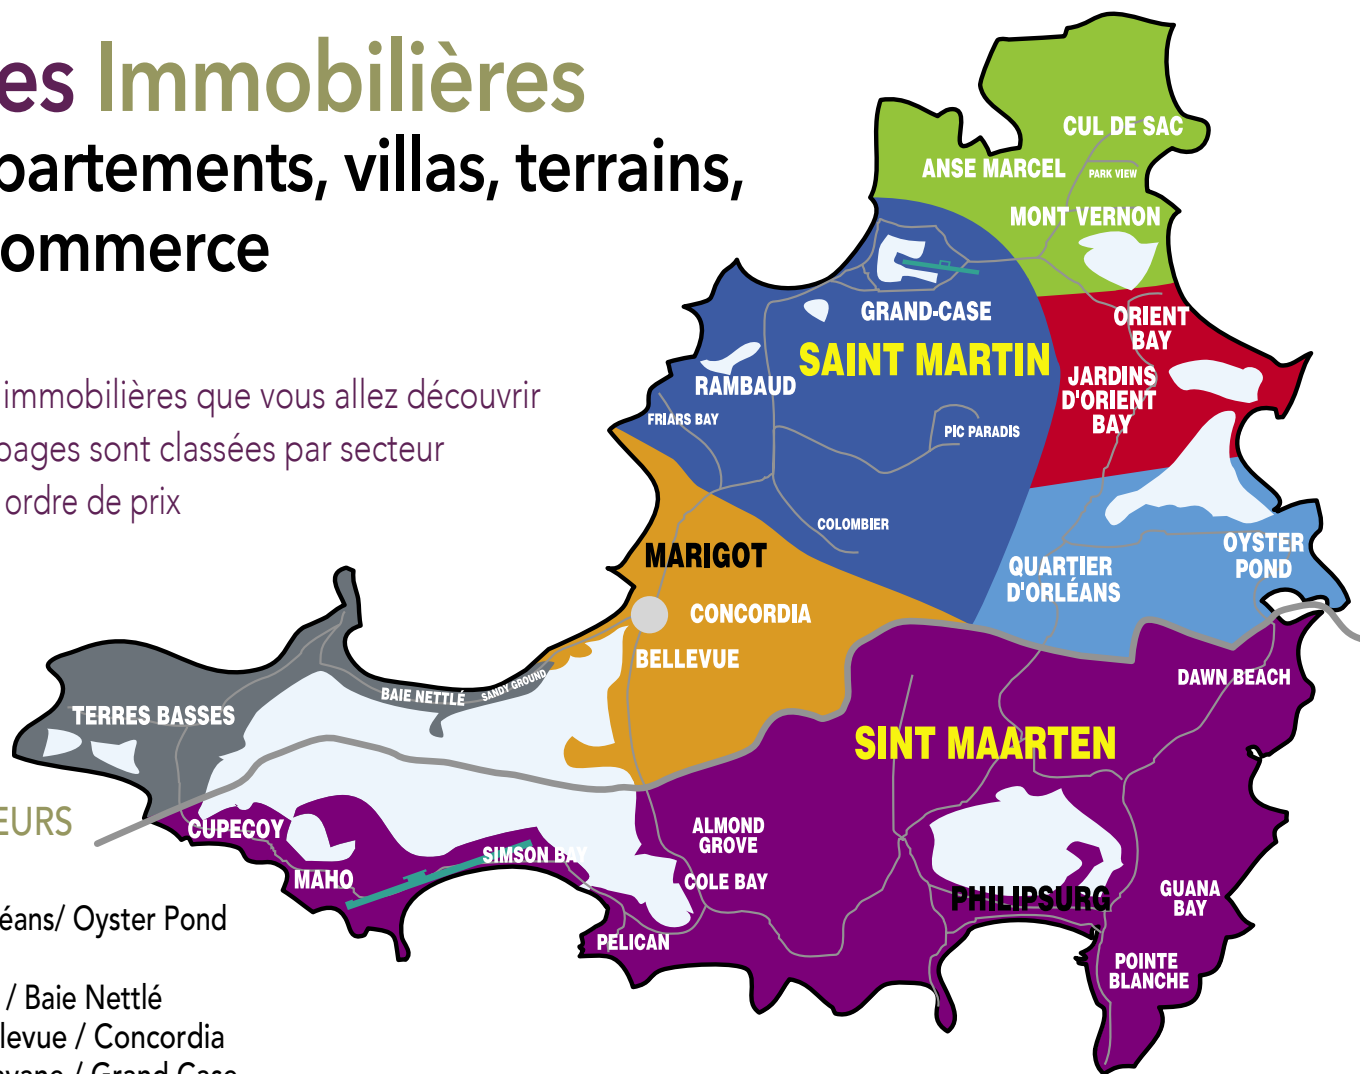 es Immobilières
partements, villas, terrains,
ommerce
immobilières que vous allez découvrir
pages sont classées par secteur
ordre de prix
CUL DE SAC
ANSE MARCEL
PARK VIEW
MONT VERNON
GRAND-CASE
ORIENT
BAY
SAINT MARTIN
RAMBAUD
JARDINS
D'ORIENT
BAY
FRIARS BAY
PIC PARADIS
COLOMBIER
MARIGOT
OYSTER
POND
QUARTIER
D'ORLÉANS
CONCORDIA
BELLEVUE
DAWN BEACH
BAIE NETTLÉ
SANDY GROUND
TERRES BASSES
SINT MAARTEN
EURS
CUPECOY
MAHO
SIMSON BAY
ALMOND
GROVE
COLE BAY
PELICAN
PHILIPSURG
GUANA
BAY
POINTE
BLANCHE
éans/ Oyster Pond
/ Baie Nettlé
levue / Concordia
/ Grand Case